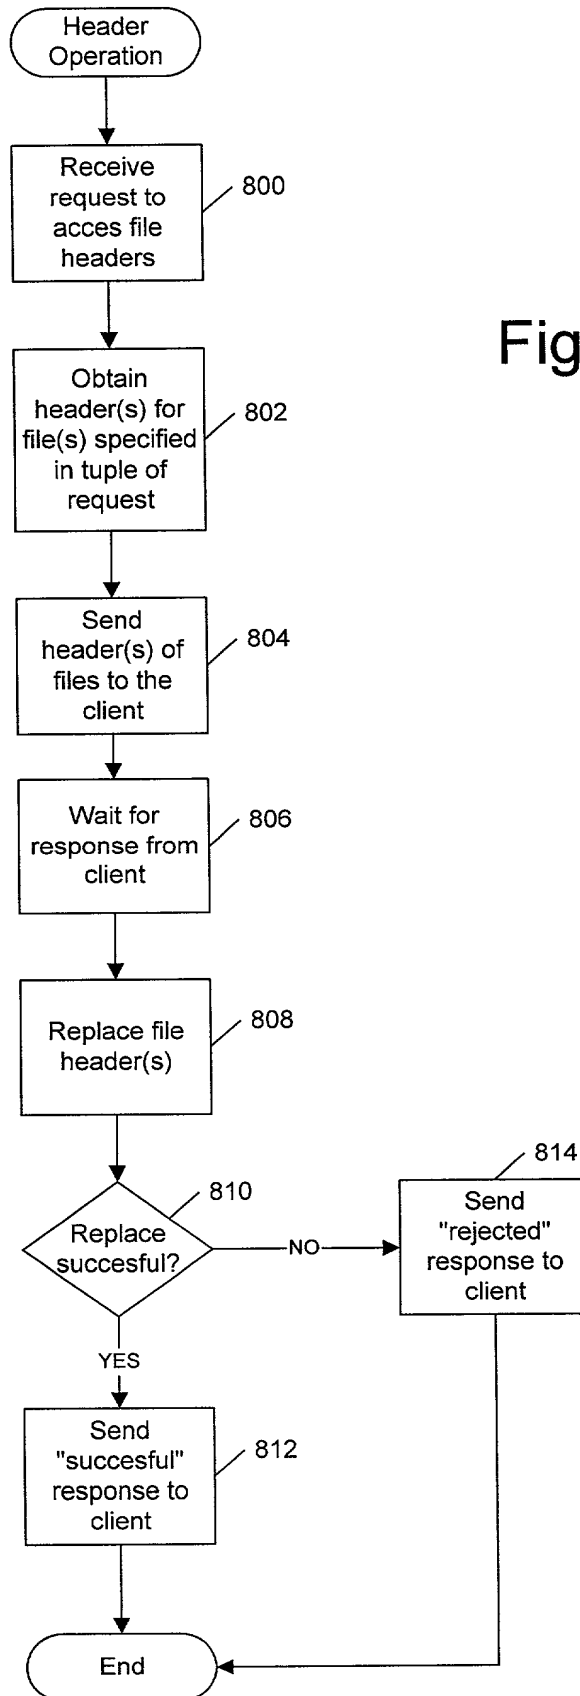 Header
Operation
Receive
request to
acces file
headers
800
Fig
Obtain
header(s) for
file(s) specified
in tuple of
request
802
Send
header(s) of
files to the
client
804
Wait for
response from
client
806
Replace file
header(s)
808
Replace
succesful?
810
NO
814
Send
"rejected"
response to
client
YES
Send
"succesful"
response to
client
812
End